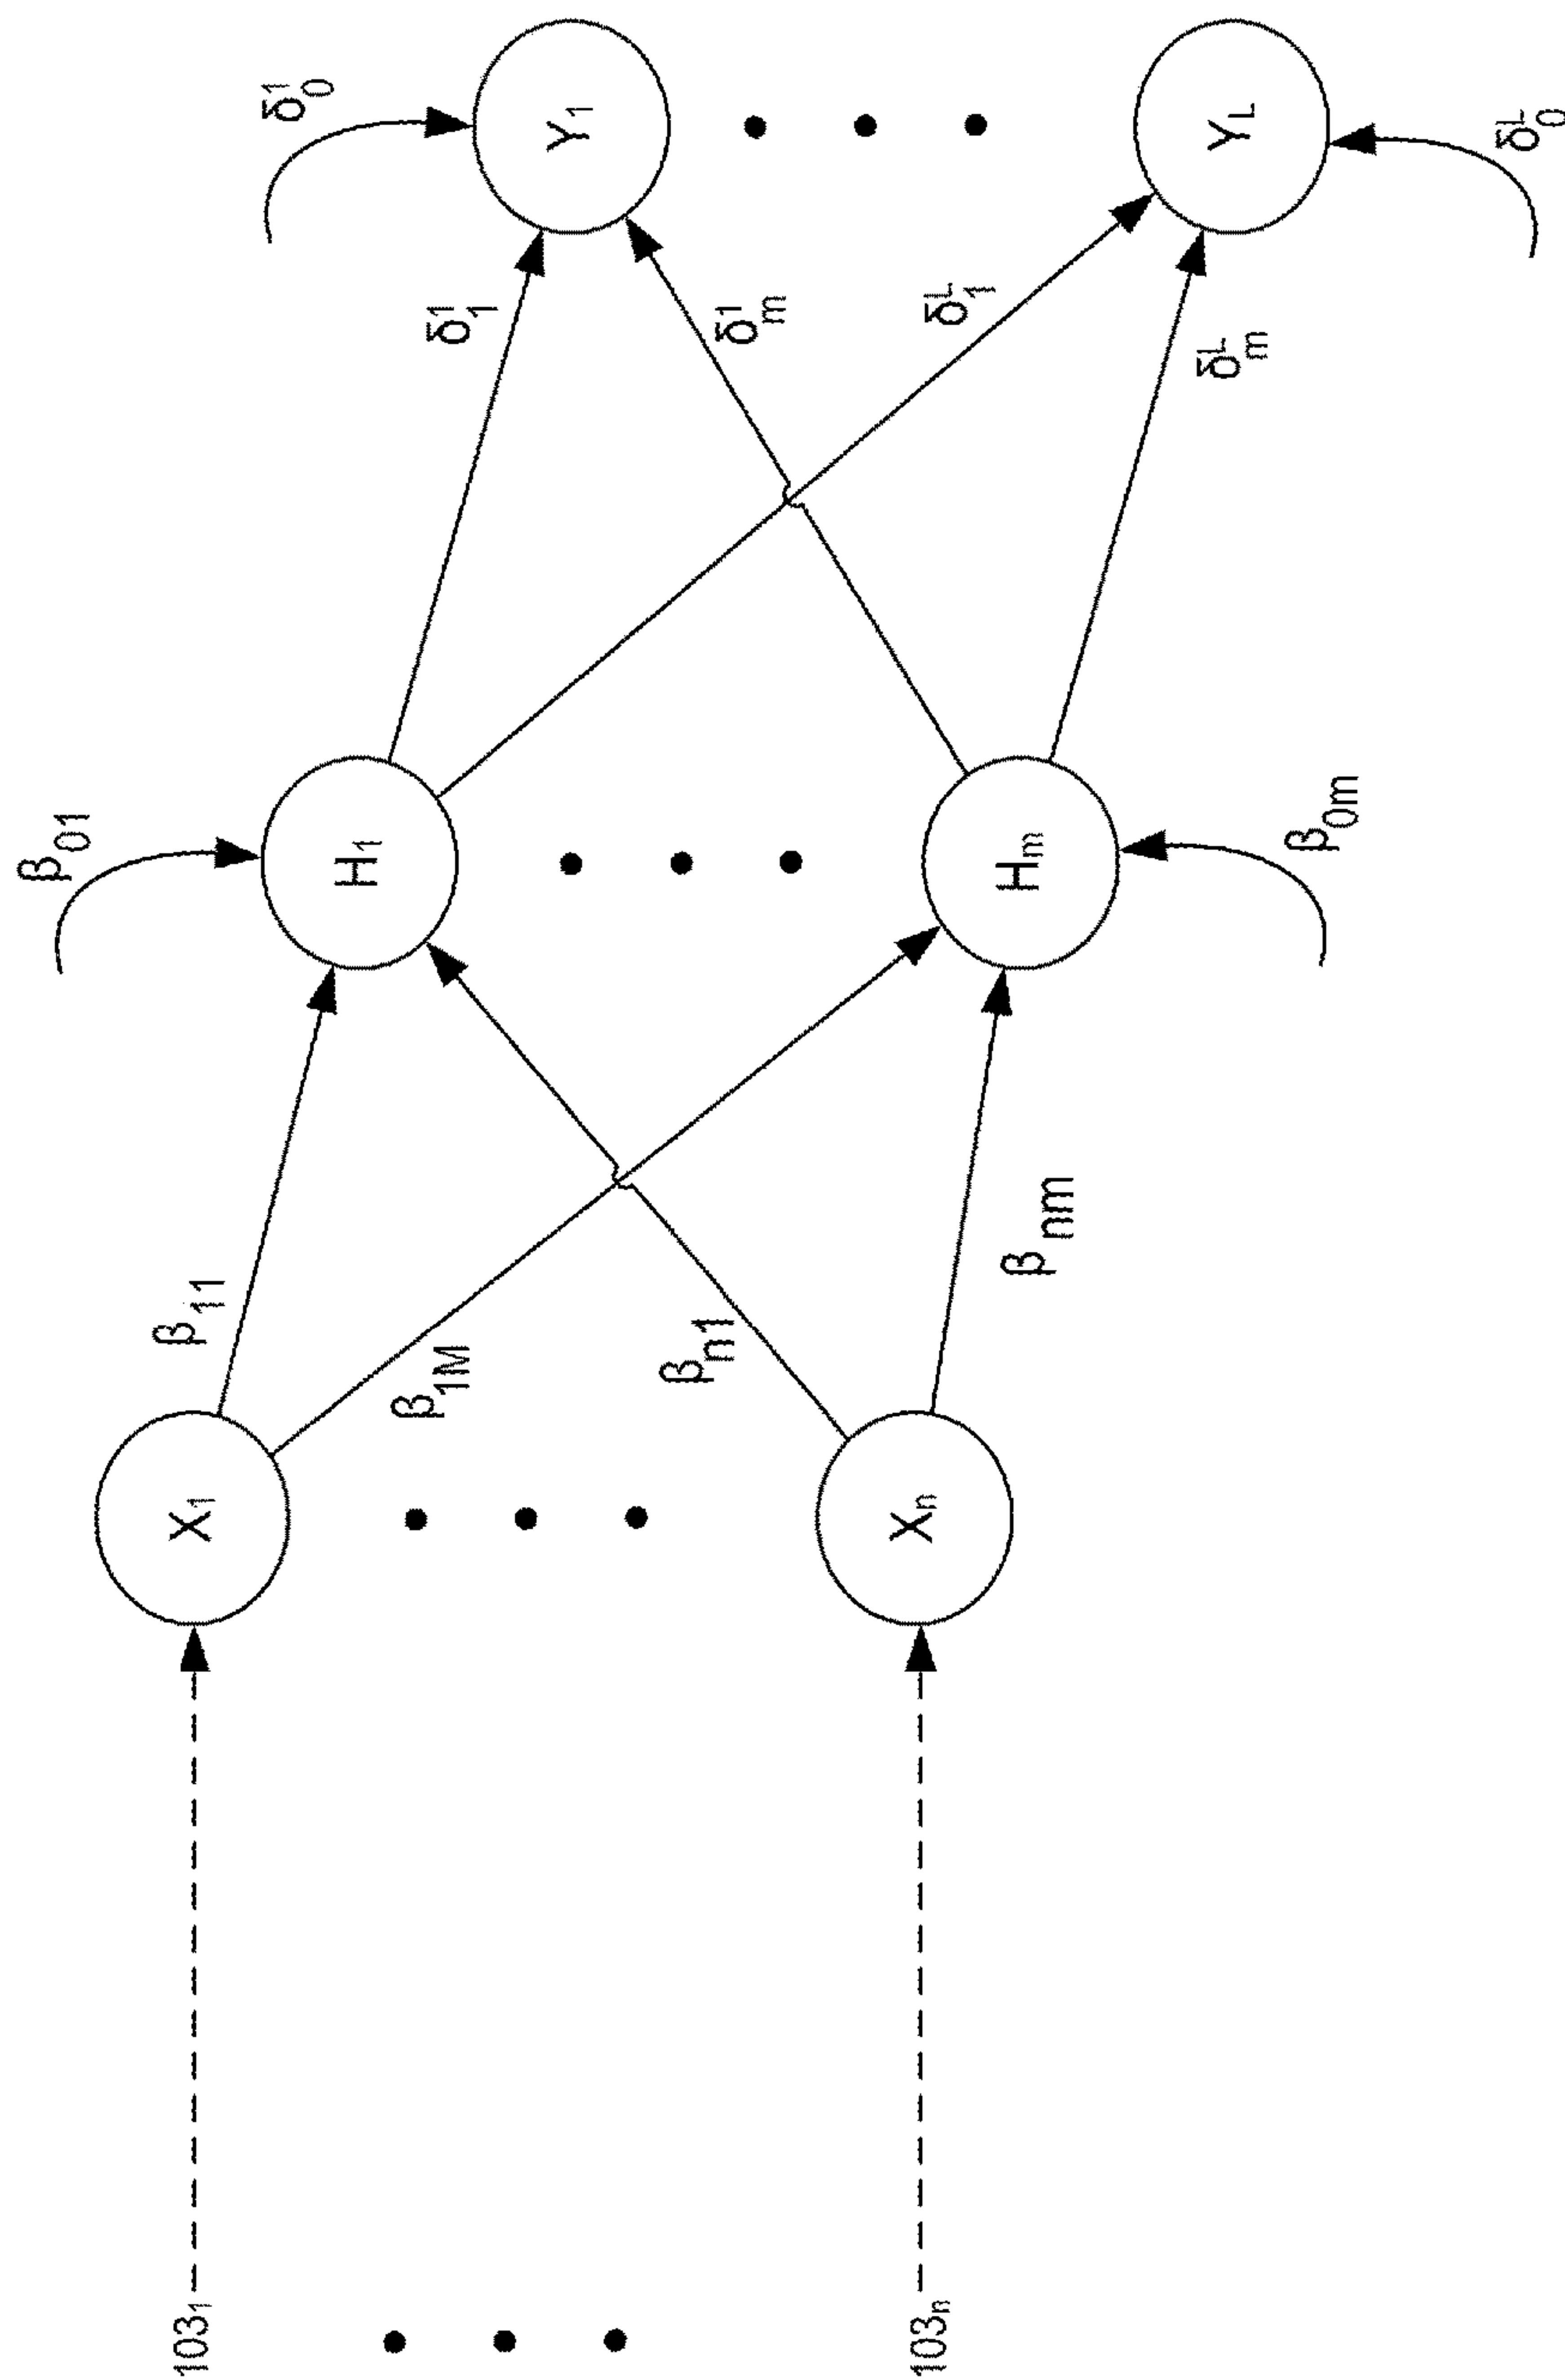 103₁
103ₙ
X₁
Xₙ
β₁₁
β₁M
βₙ₁
βₙₘ
β₀₁
H₁
Hₘ
β₀ₘ
δ¹₁
δ¹ₘ
δᴸ₁
δᴸₘ
δ¹₀
Y₁
Y_L
δᴸ₀